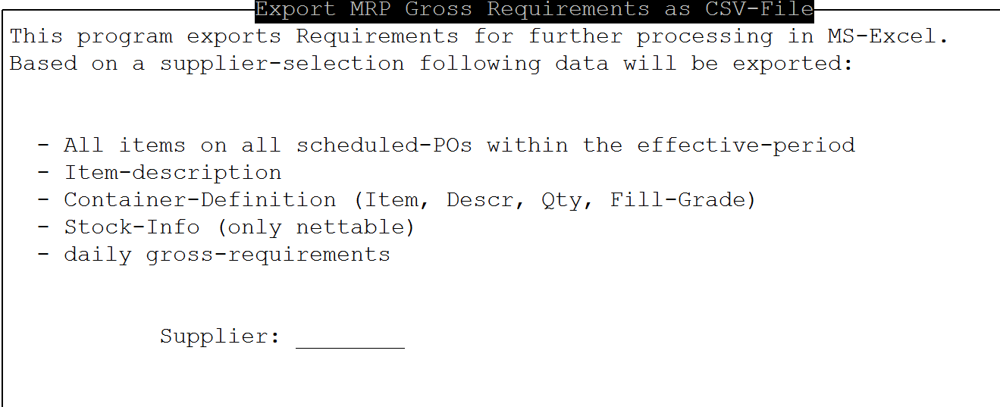 Export MRP Gross Requirements as CSV-File
This program exports Requirements for further processing in MS-Excel.
Based on a supplier-selection following data will be exported:
- All items on all scheduled-POs within the effective-period
- Item-description
- Container-Definition (Item, Descr, Qty, Fill-Grade)
- Stock-Info (only nettable)
- daily gross-requirements
Supplier: ________